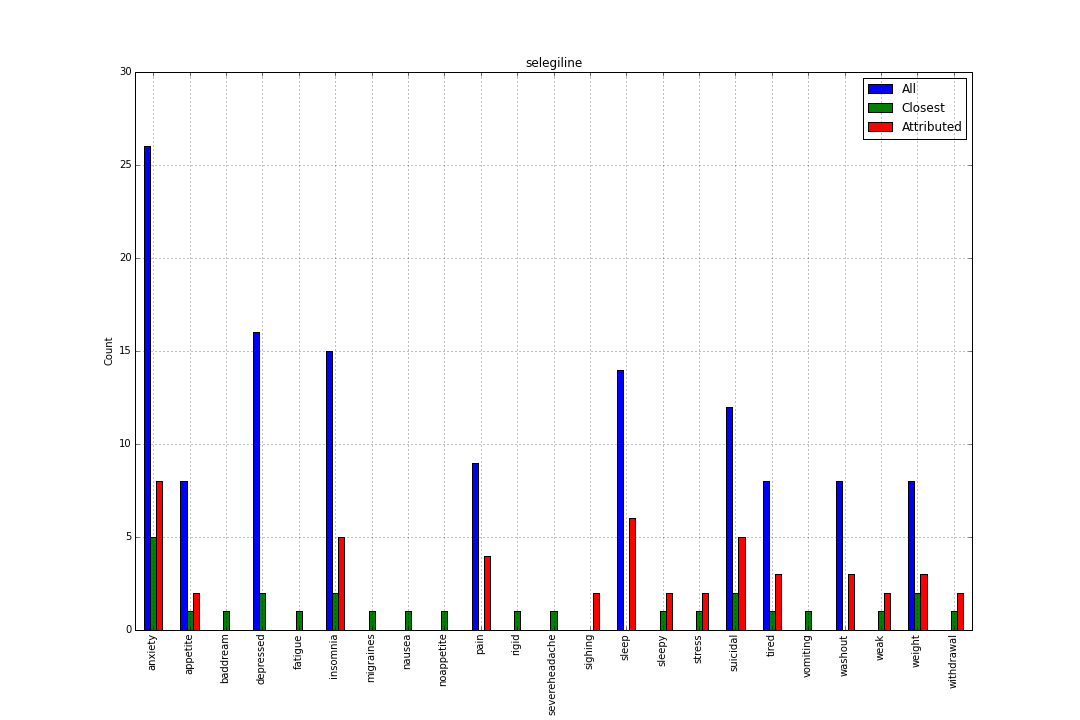 selegiline
30
25
20
15
10
5
0
Count
All
Closest
Attributed
anxiety
appetite
baddream
depressed
fatigue
insomnia
migraines
nausea
noappetite
pain
rigid
severeheadache
sighing
sleep
sleepy
stress
suicidal
tired
vomiting
washout
weak
weight
withdrawal